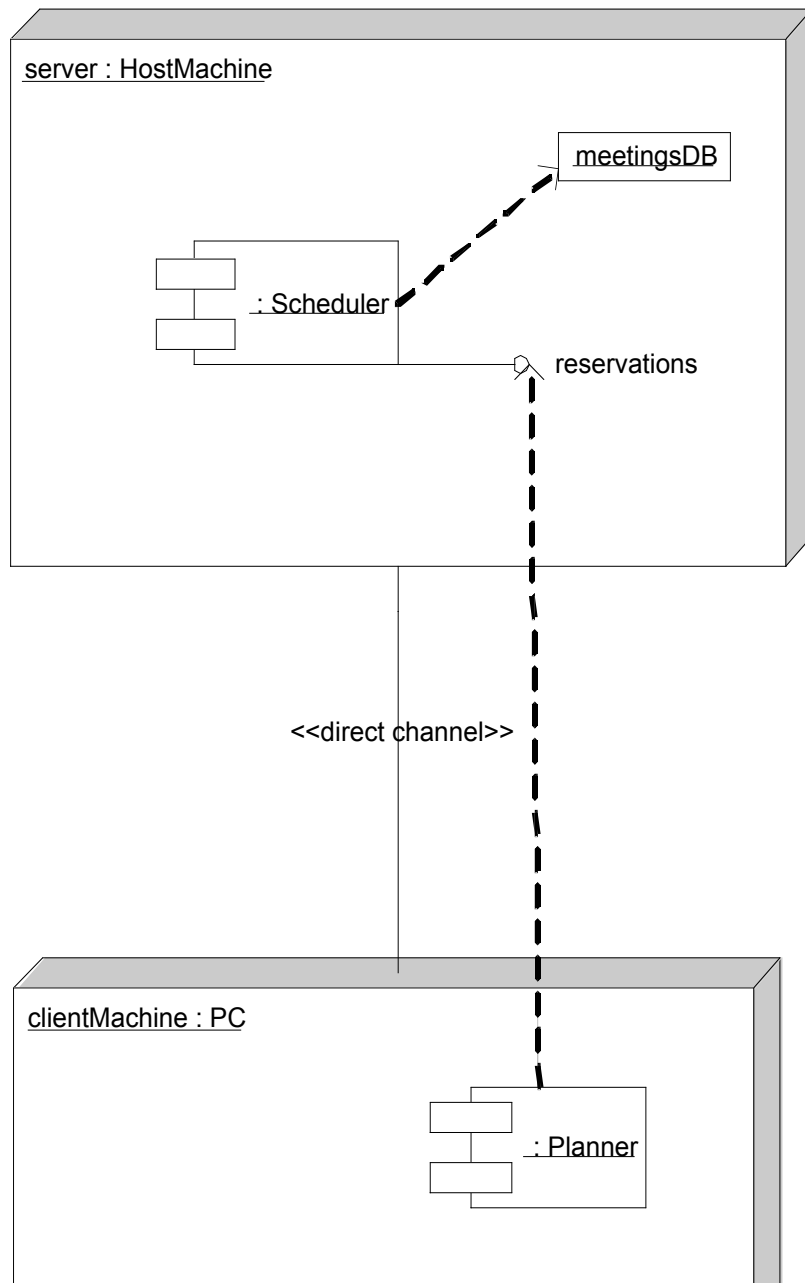 server : HostMachine
meetingsDB
: Scheduler
reservations
<<direct channel>>
clientMachine : PC
: Planner